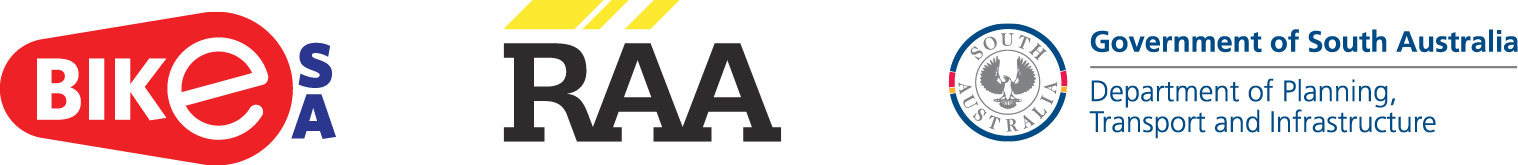 BIKe
SA
RAA
SOUTH
AUSTRALIA
Government of South Australia
Department of Planning,
Transport and Infrastructure